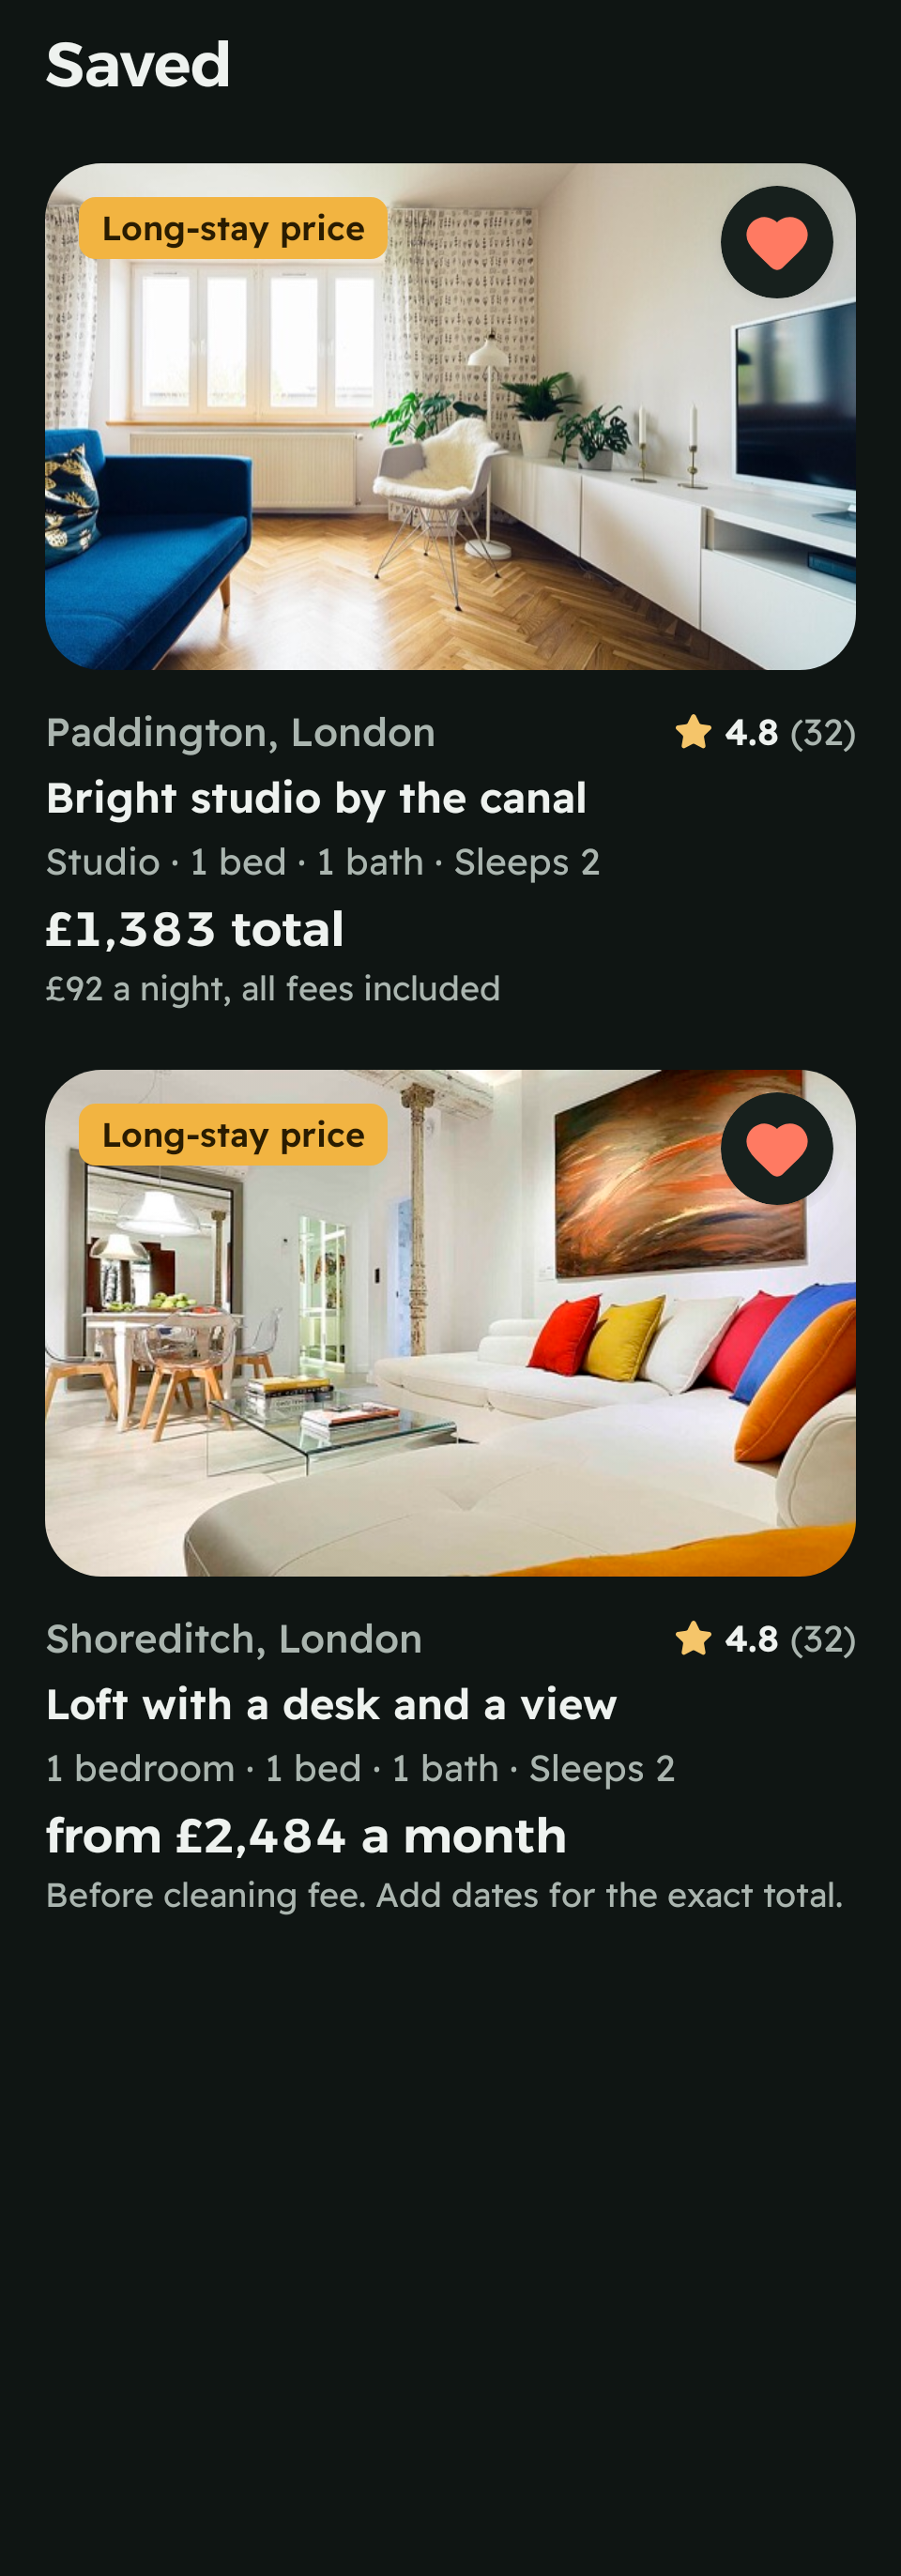 Saved
Long-stay price
Paddington, London 4.8 (32)
Bright studio by the canal
Studio · 1 bed · 1 bath · Sleeps 2
£1,383 total
£92 a night, all fees included
Long-stay price
Shoreditch, London 4.8 (32)
Loft with a desk and a view
1 bedroom · 1 bed · 1 bath · Sleeps 2
from £2,484 a month
Before cleaning fee. Add dates for the exact total.